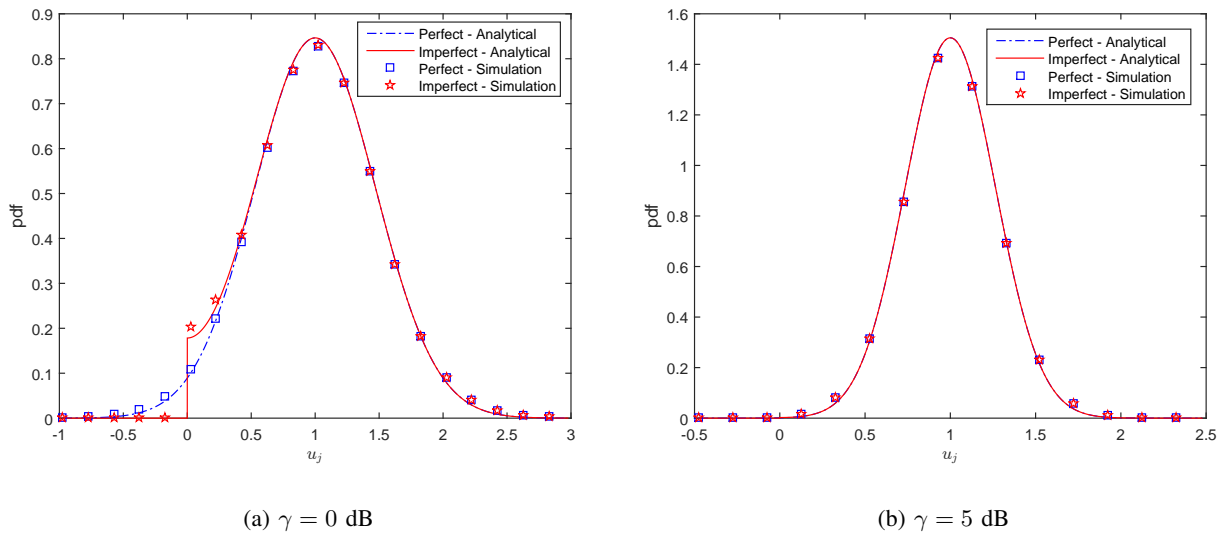 0.9
0.8
0.7
0.6
0.5
0.4
0.3
0.2
0.1
0
pdf
-1 -0.5 0 0.5 1 1.5 2 2.5 3
u_j
Perfect - Analytical
Imperfect - Analytical
Perfect - Simulation
Imperfect - Simulation
(a) γ = 0 dB
1.6
1.4
1.2
1
0.8
0.6
0.4
0.2
0
pdf
-0.5 0 0.5 1 1.5 2 2.5
u_j
Perfect - Analytical
Imperfect - Analytical
Perfect - Simulation
Imperfect - Simulation
(b) γ = 5 dB